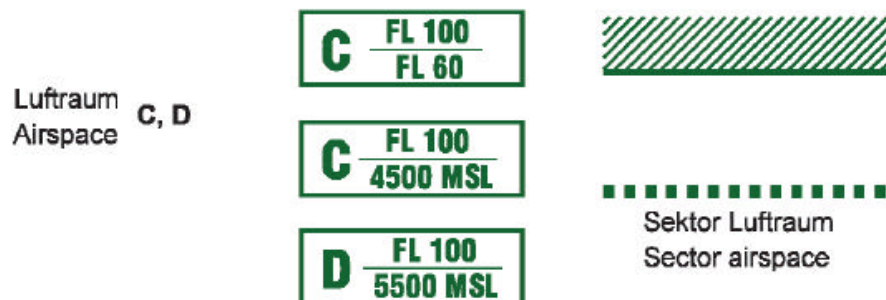 Luftraum
Airspace
C, D
C FL 100
FL 60
C FL 100
4500 MSL
D FL 100
5500 MSL
Sektor Luftraum
Sector airspace